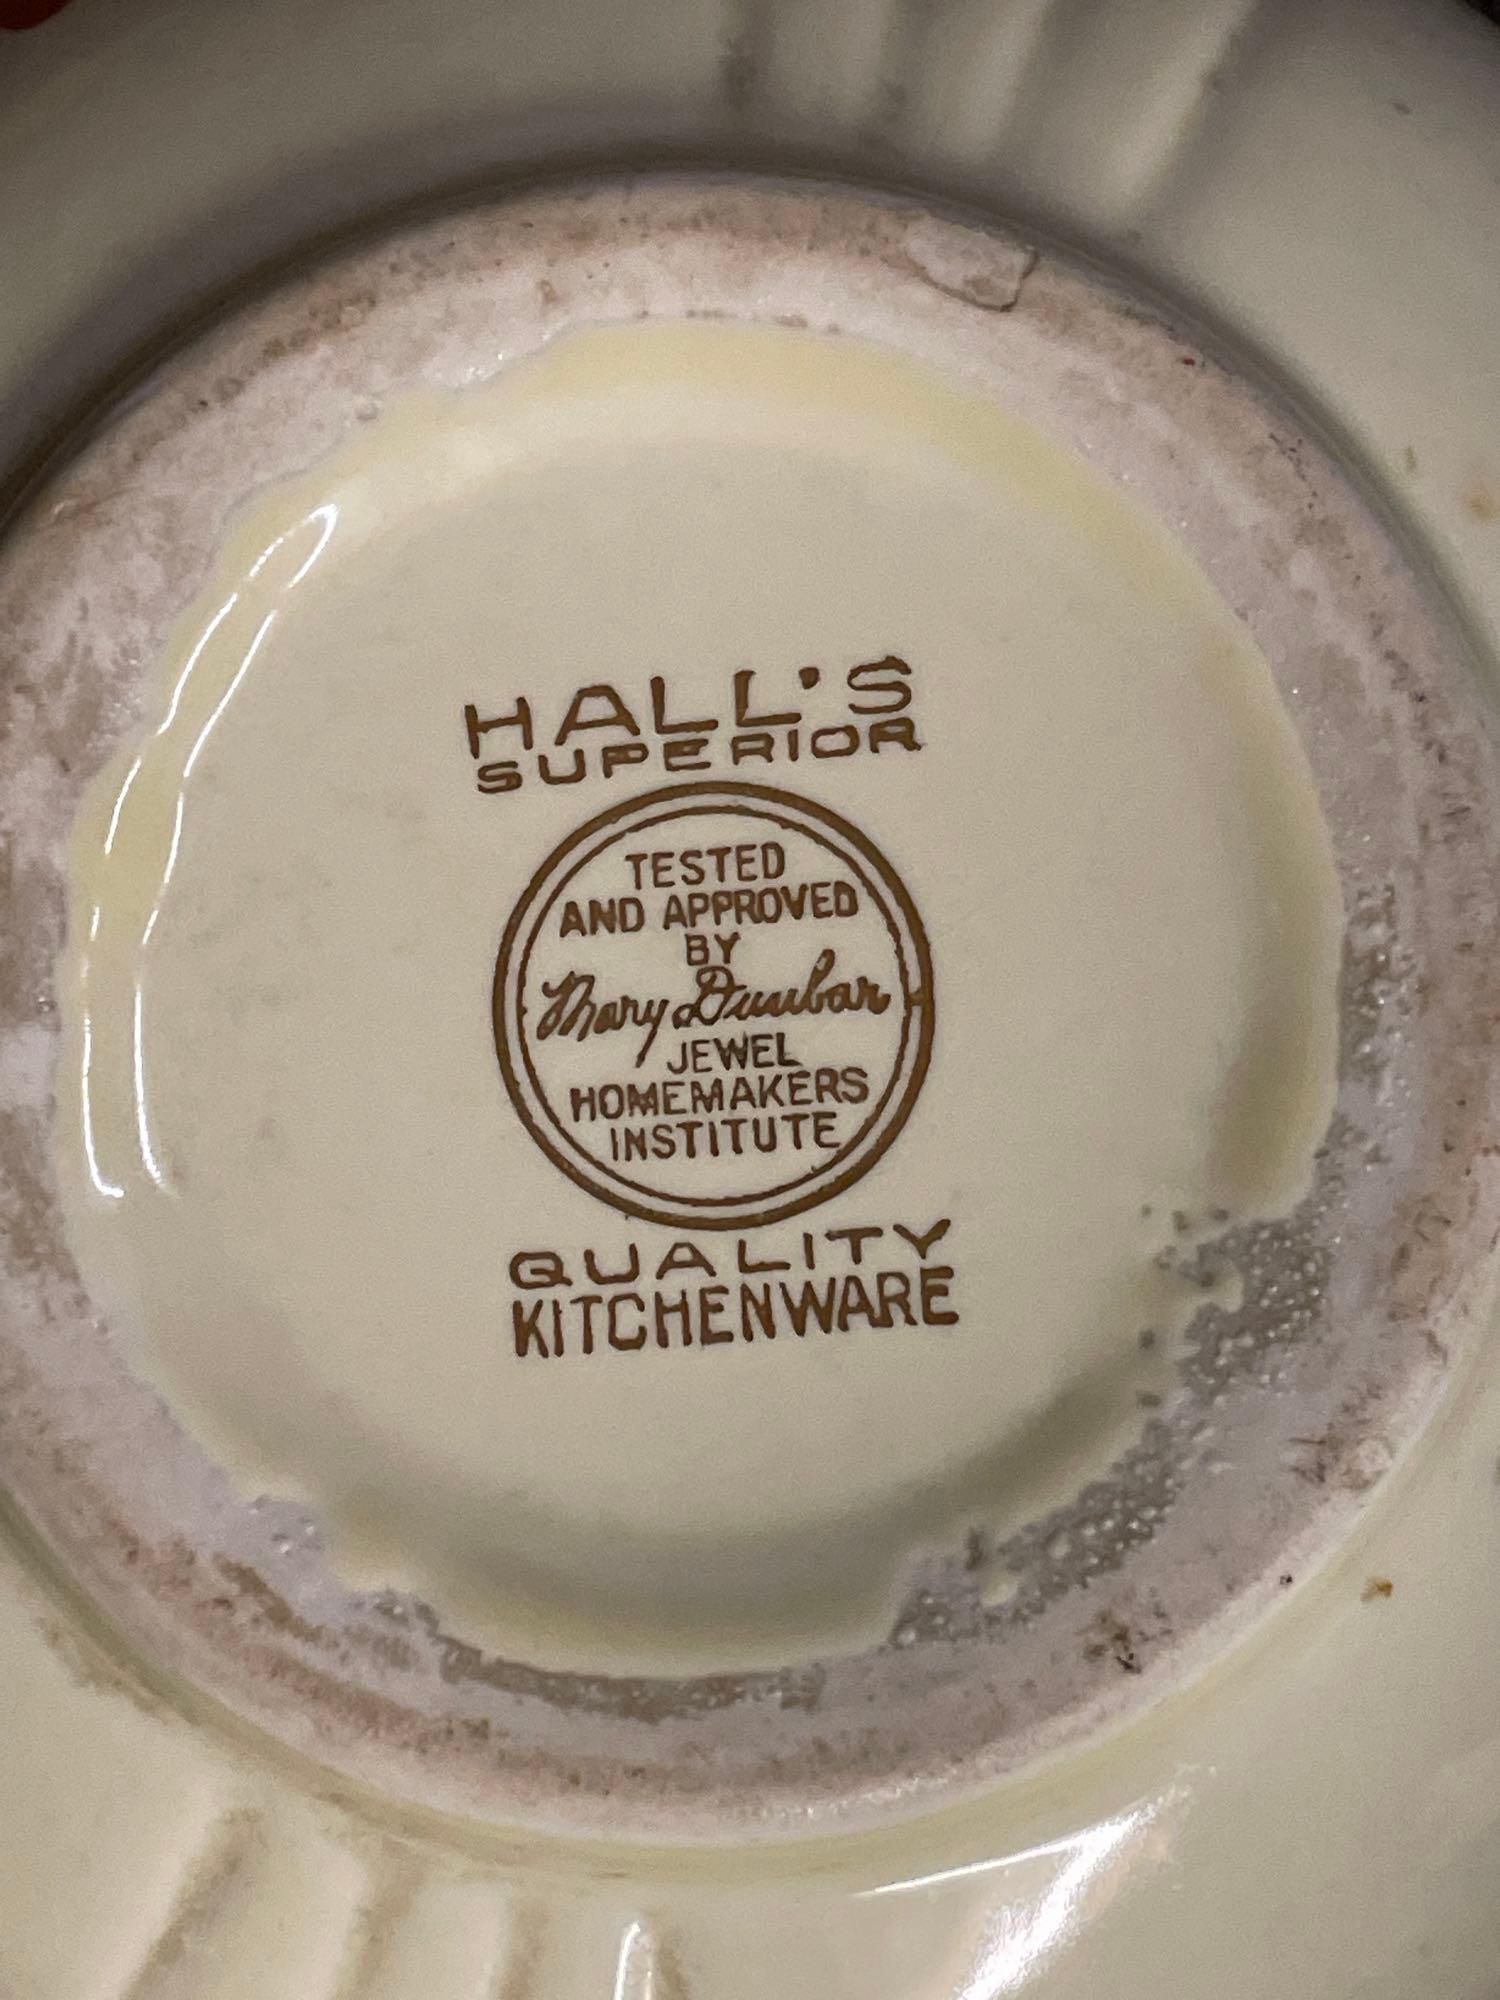 HALL'S
SUPERIOR
TESTED
AND APPROVED
BY
Mary Dunbar
JEWEL
HOMEMAKERS
INSTITUTE
QUALITY
KITCHENWARE